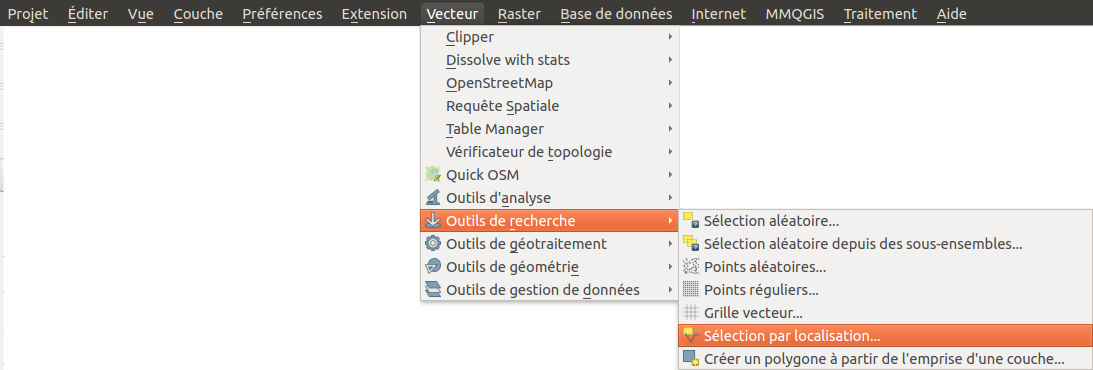 Projet Éditer Vue Couche Préférences Extension Vecteur Raster Base de données Internet MMQGIS Traitement Aide
Clipper
Dissolve with stats
OpenStreetMap
Requête Spatiale
Table Manager
Vérificateur de topologie
Quick OSM
Outils d'analyse
Outils de recherche
Outils de géotraitement
Outils de géométrie
Outils de gestion de données
Sélection aléatoire...
Sélection aléatoire depuis des sous-ensembles...
Points aléatoires...
Points réguliers...
Grille vecteur...
Sélection par localisation...
Créer un polygone à partir de l'emprise d'une couche...